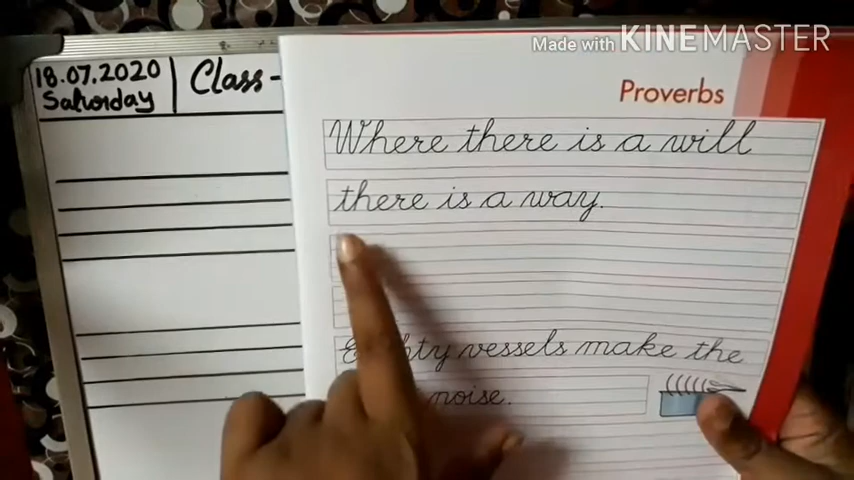 Made with KINEMASTER
18.07.2020
Saturday
Class-
Proverbs
Where there is a will
there is a way.
vessels make the
noise.